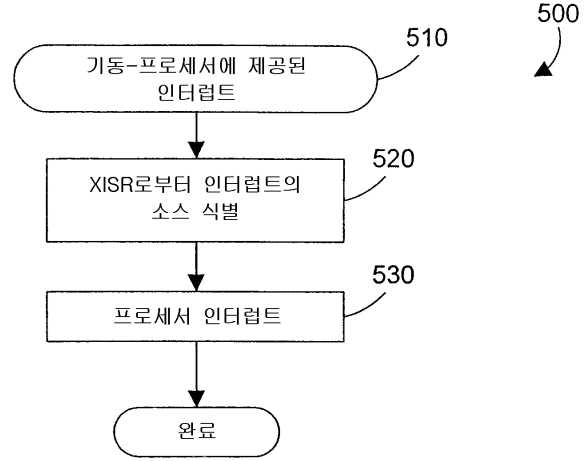 500
510
기동-프로세서에 제공된
인터럽트
520
XISR로부터 인터럽트의
소스 식별
530
프로세서 인터럽트
완료